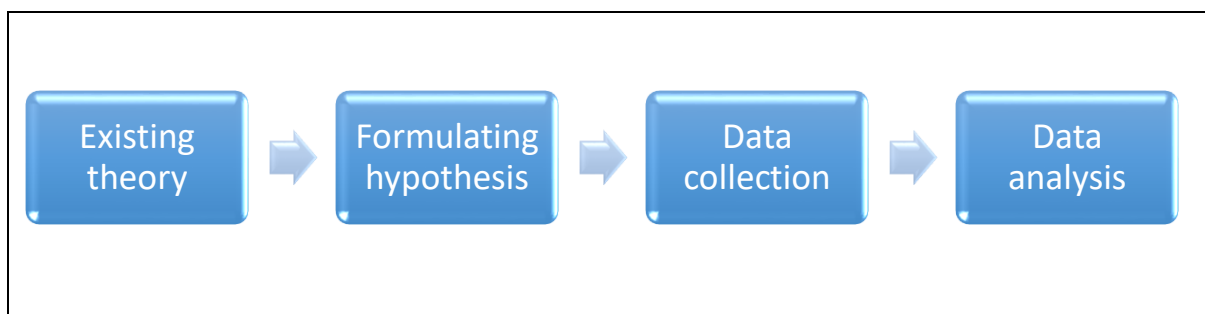 Existing
theory
Formulating
hypothesis
Data
collection
Data
analysis